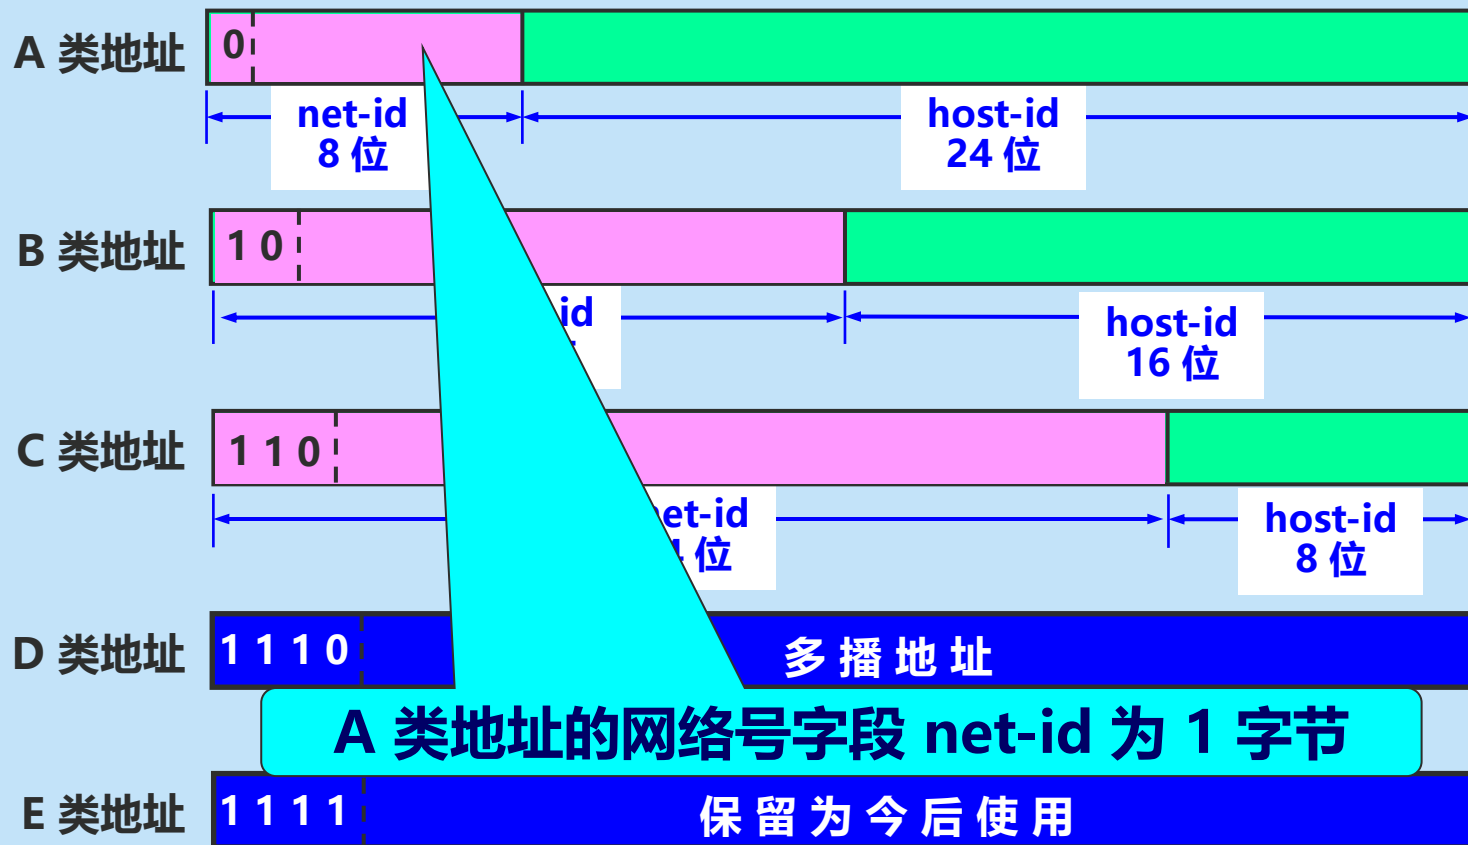 A 类地址
0
net-id
8 位
host-id
24 位
B 类地址
1 0
id
host-id
16 位
C 类地址
1 1 0
et-id
位
host-id
8 位
D 类地址
1 1 1 0
多播地址
A 类地址的网络号字段 net-id 为 1 字节
E 类地址
1 1 1 1
保留为今后使用